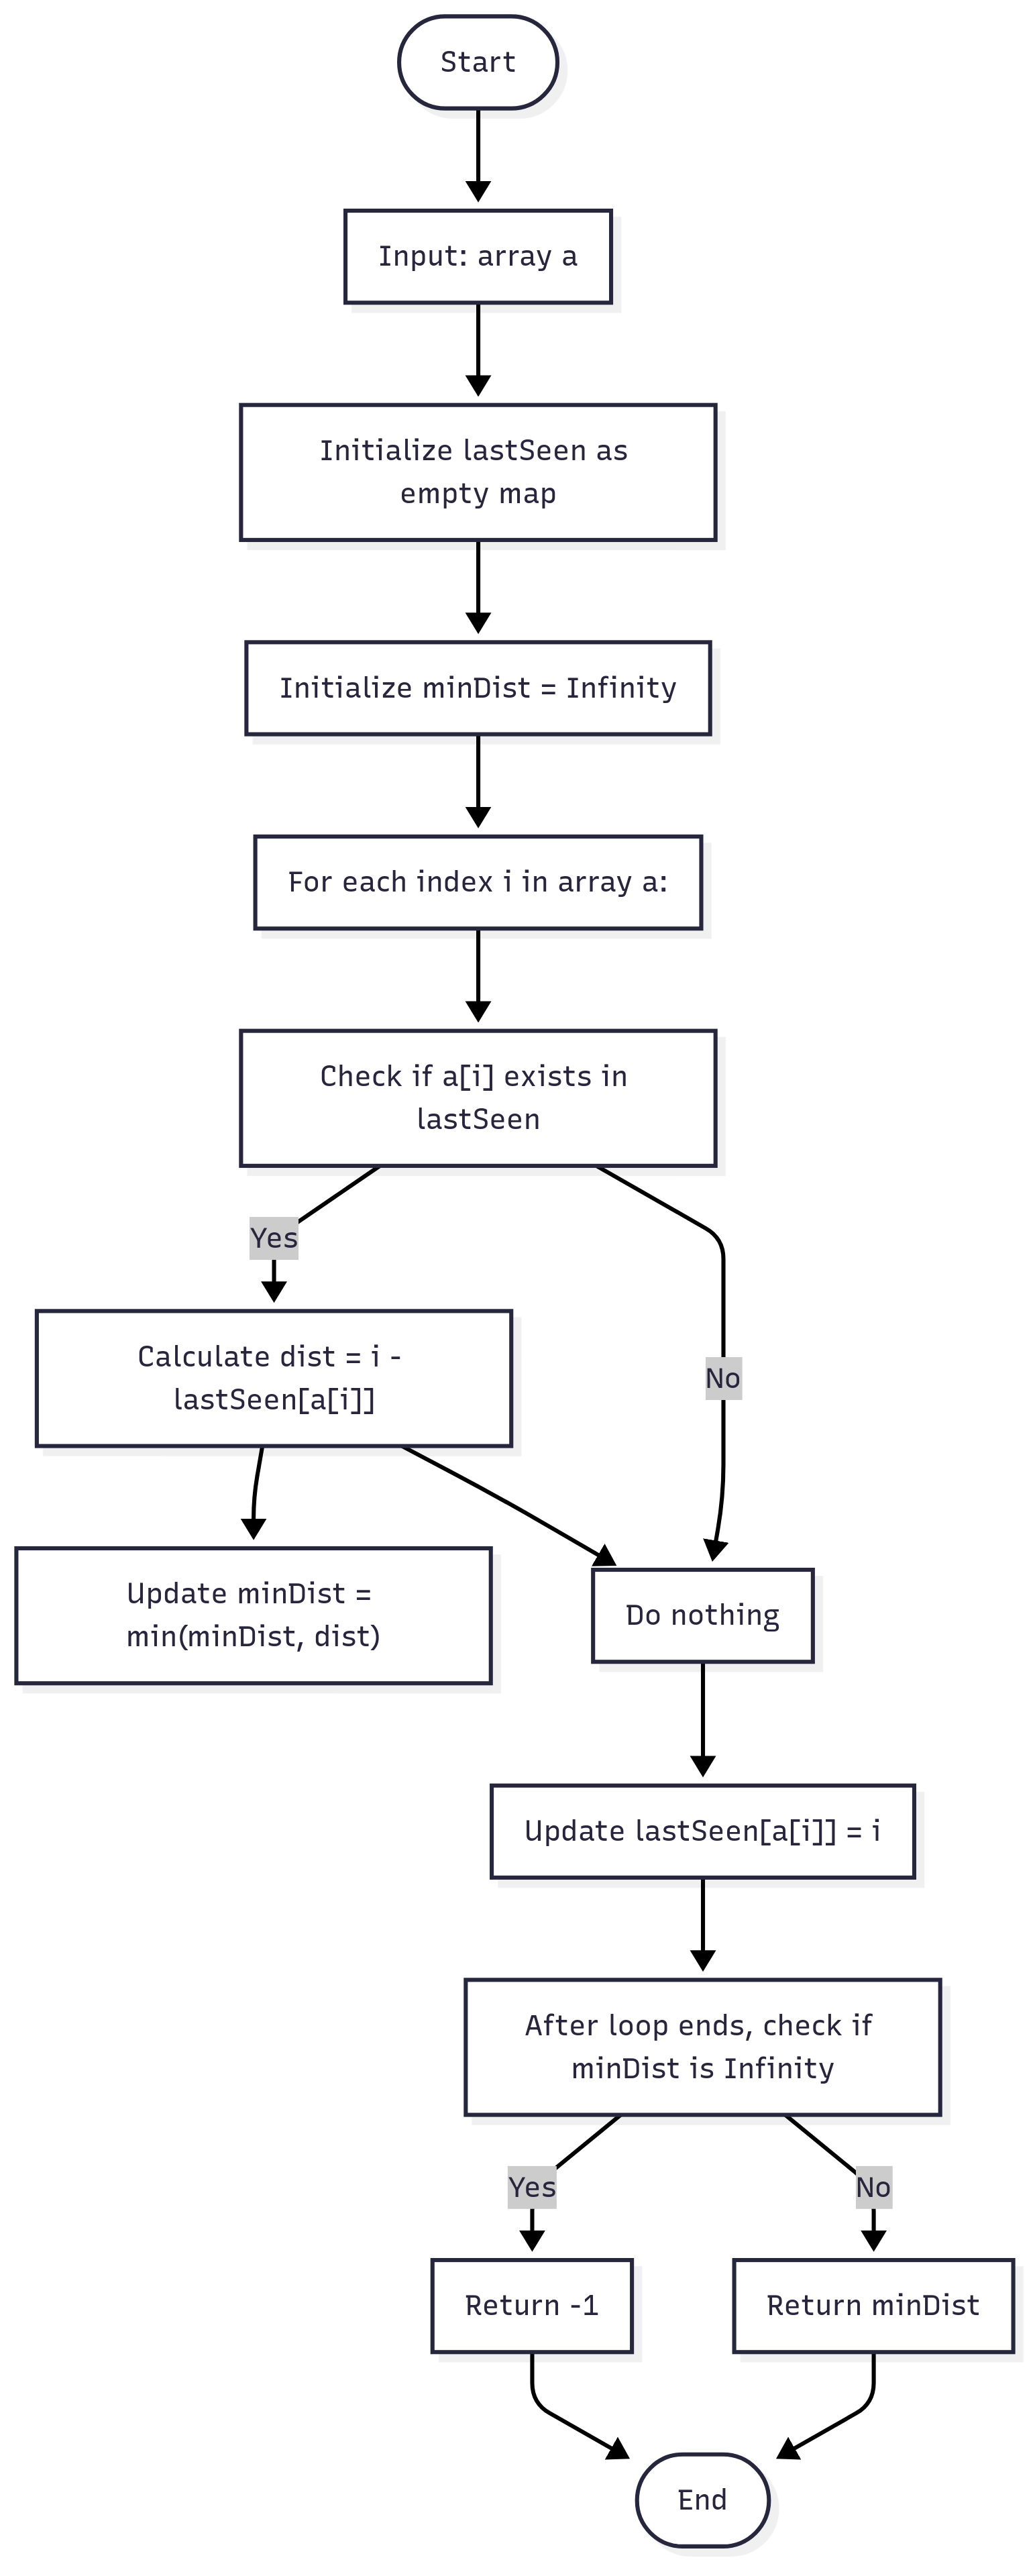 Start
Input: array a
Initialize lastSeen as
empty map
Initialize minDist = Infinity
For each index i in array a:
Check if a[i] exists in
lastSeen
Yes
Calculate dist = i -
lastSeen[a[i]]
No
Update minDist =
min(minDist, dist)
Do nothing
Update lastSeen[a[i]] = i
After loop ends, check if
minDist is Infinity
Yes
No
Return -1
Return minDist
End